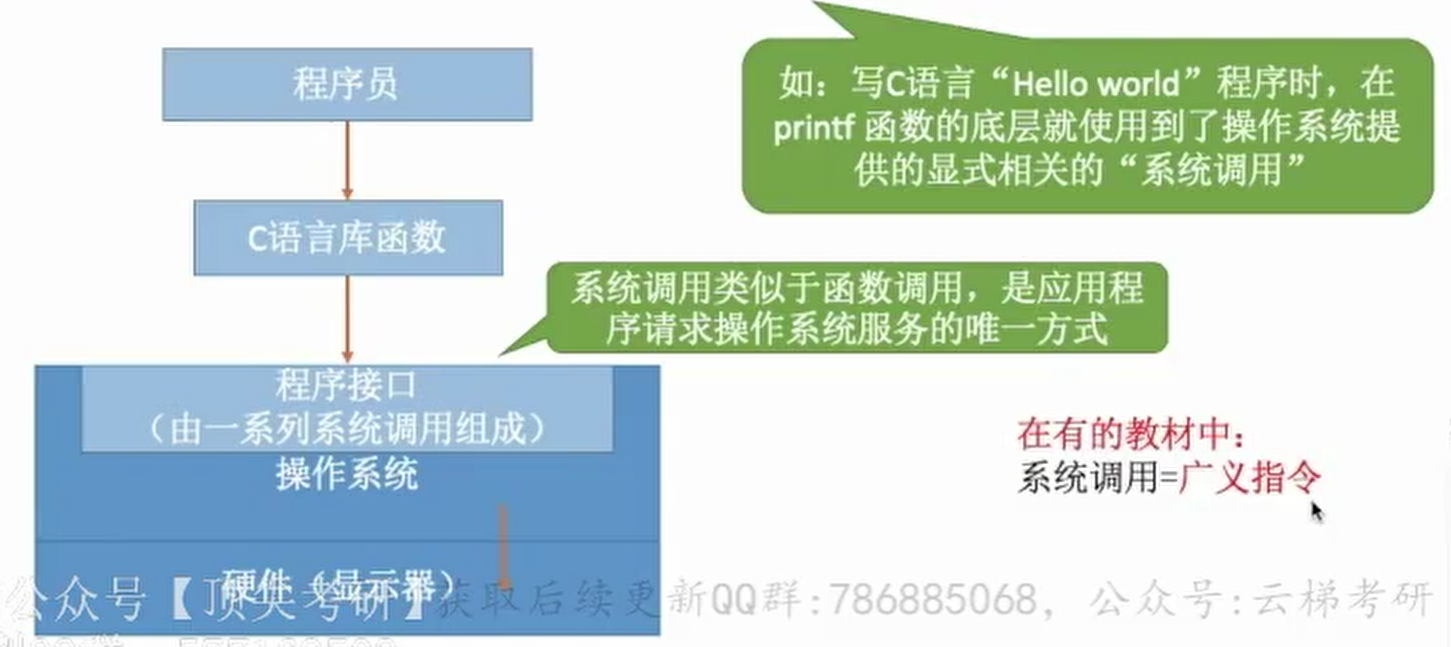 程序员
如：写C语言“Hello world”程序时，在
printf 函数的底层就使用到了操作系统提
供的显式相关的“系统调用”
C语言库函数
系统调用类似于函数调用，是应用程
序请求操作系统服务的唯一方式
程序接口
（由一系列系统调用组成）
操作系统
在有的教材中：
系统调用=广义指令
硬件（显示器）
公众号【顶尖考研】获取后续更新QQ群:786885068，公众号:云梯考研